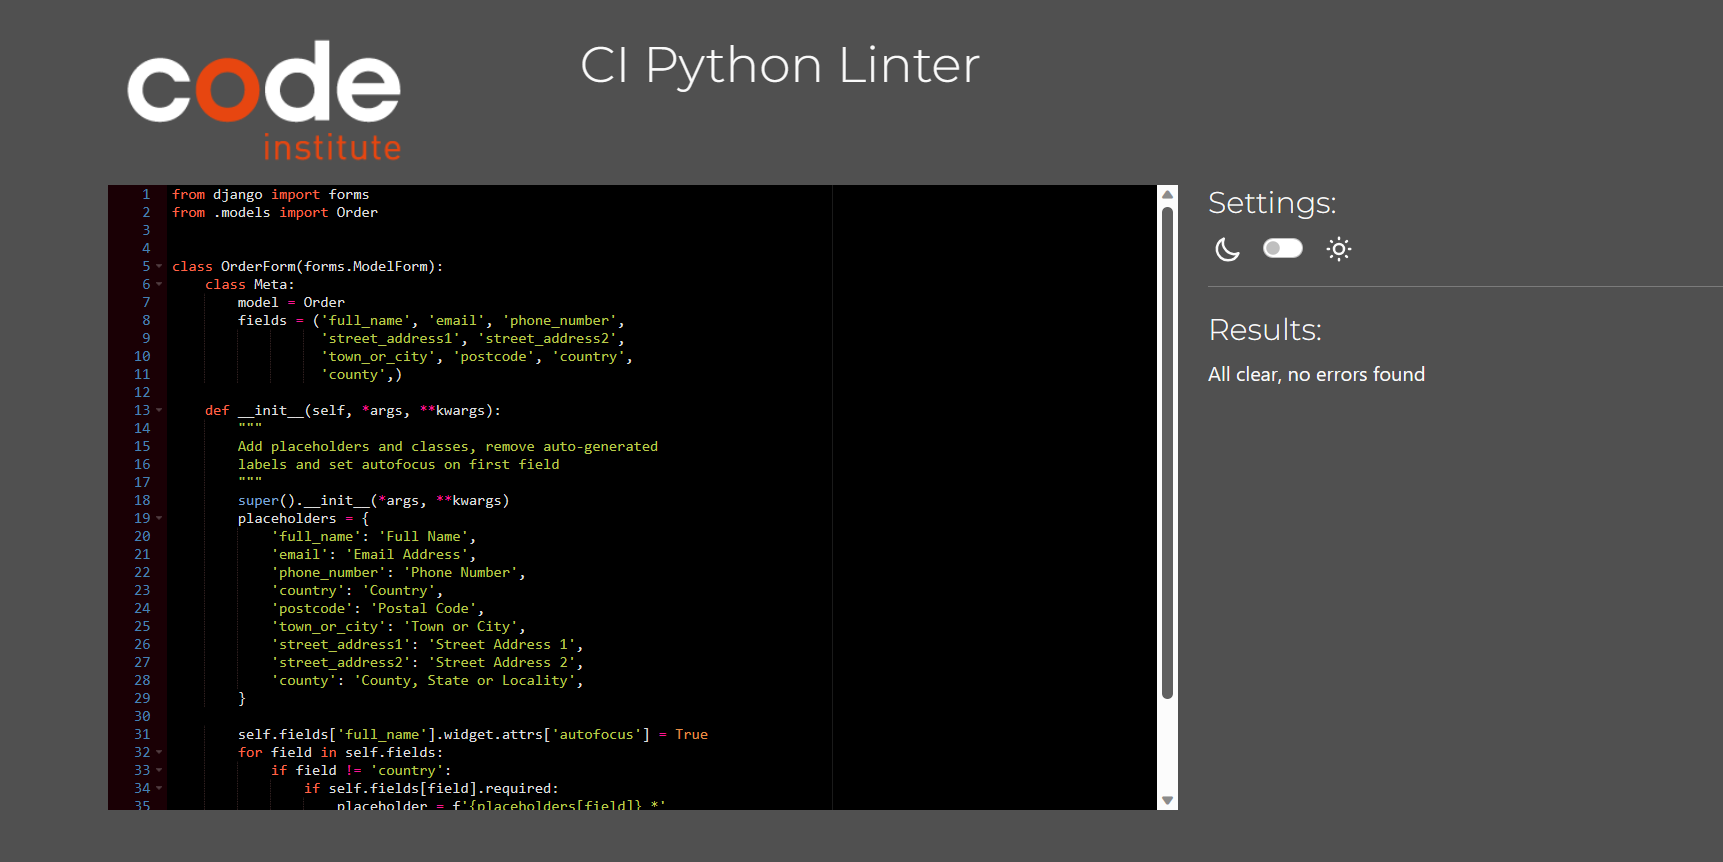 code
institute
CI Python Linter
1 from django import forms
2 from .models import Order
3
4
5 class OrderForm(forms.ModelForm):
6     class Meta:
7         model = Order
8         fields = ('full_name', 'email', 'phone_number',
9                   'street_address1', 'street_address2',
10                   'town_or_city', 'postcode', 'country',
11                   'county',)
12
13     def __init__(self, *args, **kwargs):
14         """
15         Add placeholders and classes, remove auto-generated
16         labels and set autofocus on first field
17         """
18         super().__init__(*args, **kwargs)
19         placeholders = {
20             'full_name': 'Full Name',
21             'email': 'Email Address',
22             'phone_number': 'Phone Number',
23             'country': 'Country',
24             'postcode': 'Postal Code',
25             'town_or_city': 'Town or City',
26             'street_address1': 'Street Address 1',
27             'street_address2': 'Street Address 2',
28             'county': 'County, State or Locality',
29         }
30
31         self.fields['full_name'].widget.attrs['autofocus'] = True
32         for field in self.fields:
33             if field != 'country':
34                 if self.fields[field].required:
35                     placeholder = f'{placeholders[field]} *'
Settings:
Results:
All clear, no errors found